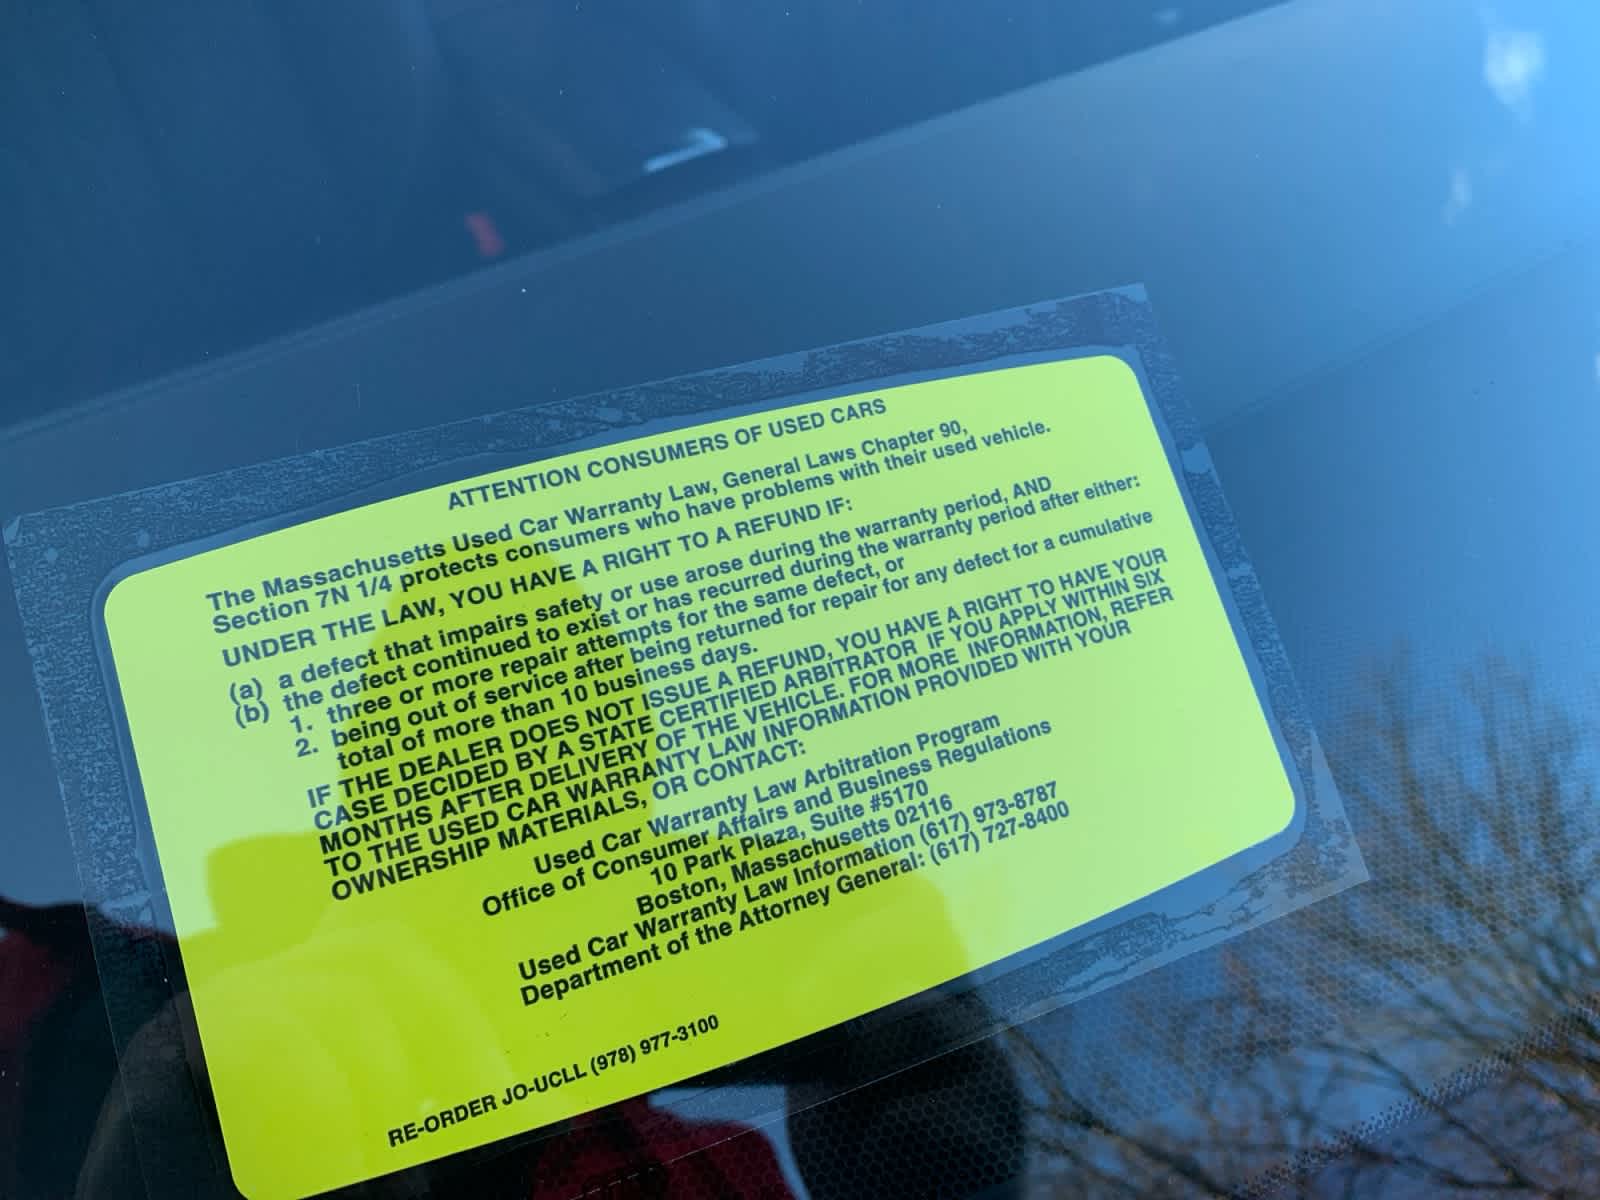 ATTENTION CONSUMERS OF USED CARS
The Massachusetts Used Car Warranty Law, General Laws Chapter 90,
Section 7N 1/4 protects consumers who have problems with their used vehicle.
UNDER THE LAW, YOU HAVE A RIGHT TO A REFUND IF:
(a) a defect that impairs safety or use arose during the warranty period, AND
(b) the defect continued to exist or has recurred during the warranty period after either:
1. three or more repair attempts for the same defect, or
2. being out of service after being returned for repair for any defect for a cumulative
total of more than 10 business days.
IF THE DEALER DOES NOT ISSUE A REFUND, YOU HAVE A RIGHT TO HAVE YOUR
CASE DECIDED BY A STATE CERTIFIED ARBITRATOR IF YOU APPLY WITHIN SIX
MONTHS AFTER DELIVERY OF THE VEHICLE. FOR MORE INFORMATION, REFER
TO THE USED CAR WARRANTY LAW INFORMATION PROVIDED WITH YOUR
OWNERSHIP MATERIALS, OR CONTACT:
Used Car Warranty Law Arbitration Program
Office of Consumer Affairs and Business Regulations
10 Park Plaza, Suite #5170
Boston, Massachusetts 02116
Used Car Warranty Law Information (617) 973-8787
Department of the Attorney General: (617) 727-8400
RE-ORDER JO-UCLL (978) 977-3100